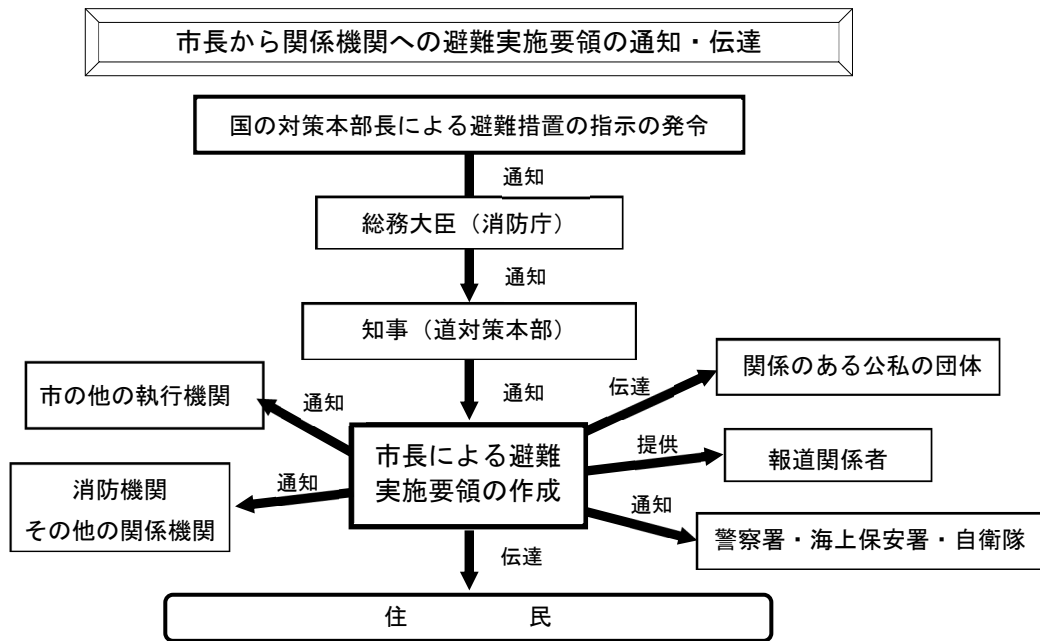 市長から関係機関への避難実施要領の通知・伝達
国の対策本部長による避難措置の指示の発令
通知
総務大臣（消防庁）
通知
知事（道対策本部）
通知
市の他の執行機関
通知
関係のある公私の団体
伝達
市長による避難
実施要領の作成
提供
報道関係者
消防機関
その他の関係機関
通知
通知
警察署・海上保安署・自衛隊
伝達
住　　　　民